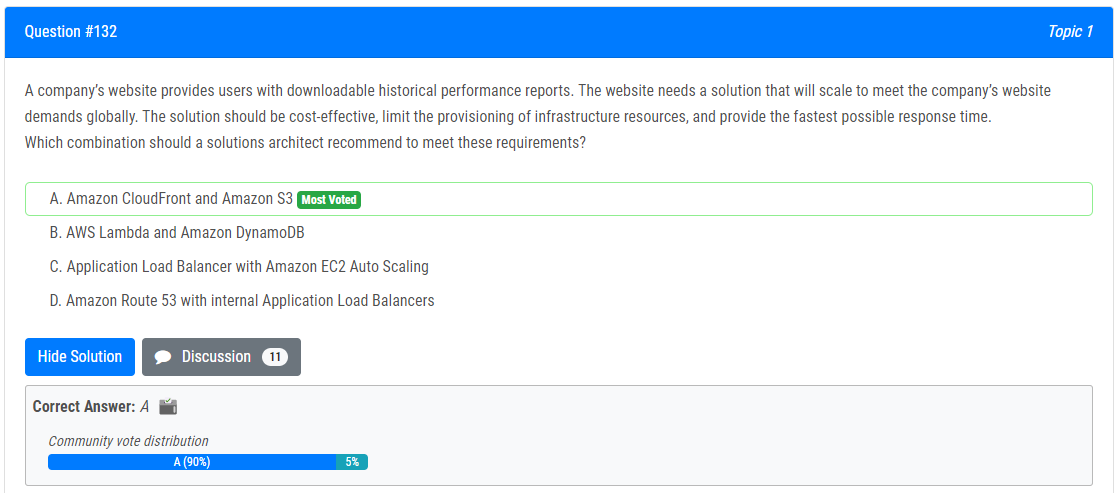 Question #132
Topic 1
A company's website provides users with downloadable historical performance reports. The website needs a solution that will scale to meet the company's website
demands globally. The solution should be cost-effective, limit the provisioning of infrastructure resources, and provide the fastest possible response time.
Which combination should a solutions architect recommend to meet these requirements?
A. Amazon CloudFront and Amazon S3 Most Voted
B. AWS Lambda and Amazon DynamoDB
C. Application Load Balancer with Amazon EC2 Auto Scaling
D. Amazon Route 53 with internal Application Load Balancers
Hide Solution Discussion 11
Correct Answer: A
Community vote distribution
A (90%) 5%